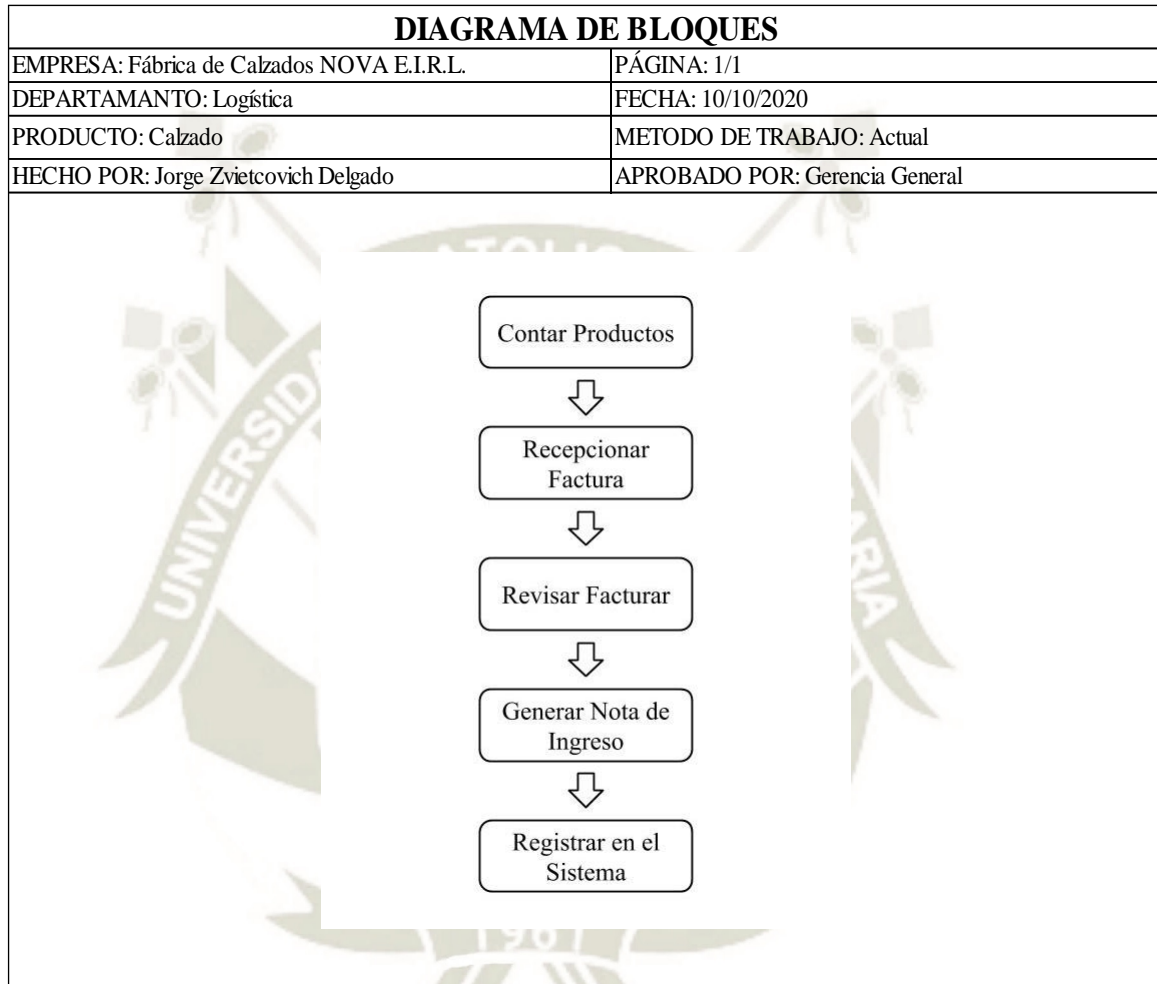 DIAGRAMA DE BLOQUES
EMPRESA: Fábrica de Calzados NOVA E.I.R.L.
PÁGINA: 1/1
DEPARTAMANTO: Logística
FECHA: 10/10/2020
PRODUCTO: Calzado
METODO DE TRABAJO: Actual
HECHO POR: Jorge Zvietcovich Delgado
APROBADO POR: Gerencia General
Contar Productos
Recepcionar
Factura
Revisar Facturar
Generar Nota de
Ingreso
Registrar en el
Sistema